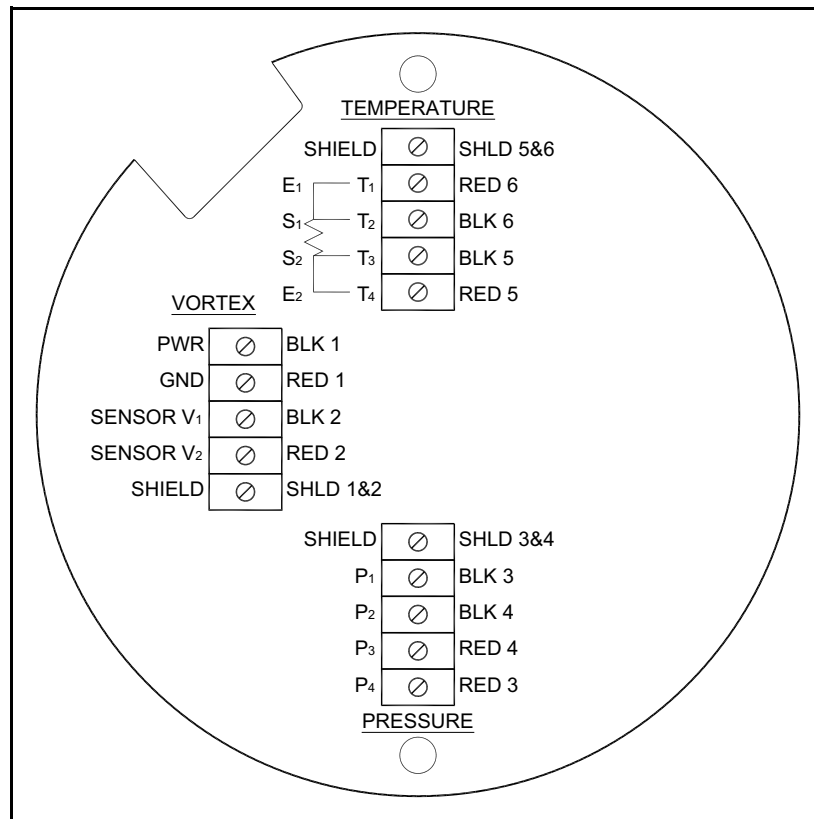 TEMPERATURE
SHIELD SHLD 5&6
E1 T1 RED 6
S1 T2 BLK 6
S2 T3 BLK 5
E2 T4 RED 5
VORTEX
PWR BLK 1
GND RED 1
SENSOR V1 BLK 2
SENSOR V2 RED 2
SHIELD SHLD 1&2
SHIELD SHLD 3&4
P1 BLK 3
P2 BLK 4
P3 RED 4
P4 RED 3
PRESSURE